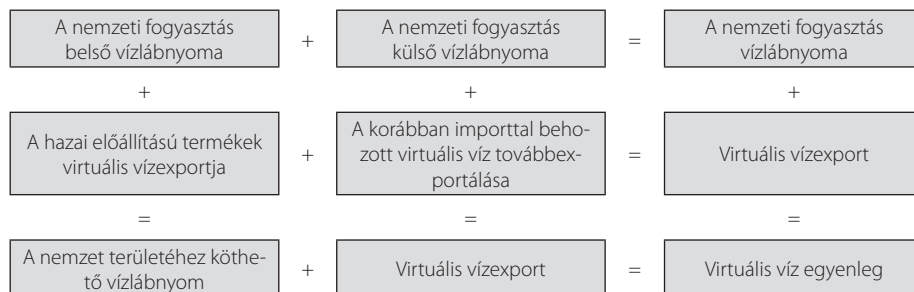 A nemzeti fogyasztás
belső vízlábnyoma
+
A nemzeti fogyasztás
külső vízlábnyoma
=
A nemzeti fogyasztás
vízlábnyoma
+
+
+
A hazai előállítású termékek
virtuális vízexportja
+
A korábban importtal beho-
zott virtuális víz továbbex-
portálása
=
Virtuális vízexport
=
=
=
A nemzet területéhez köthe-
tő vízlábnyom
+
Virtuális vízexport
=
Virtuális víz egyenleg